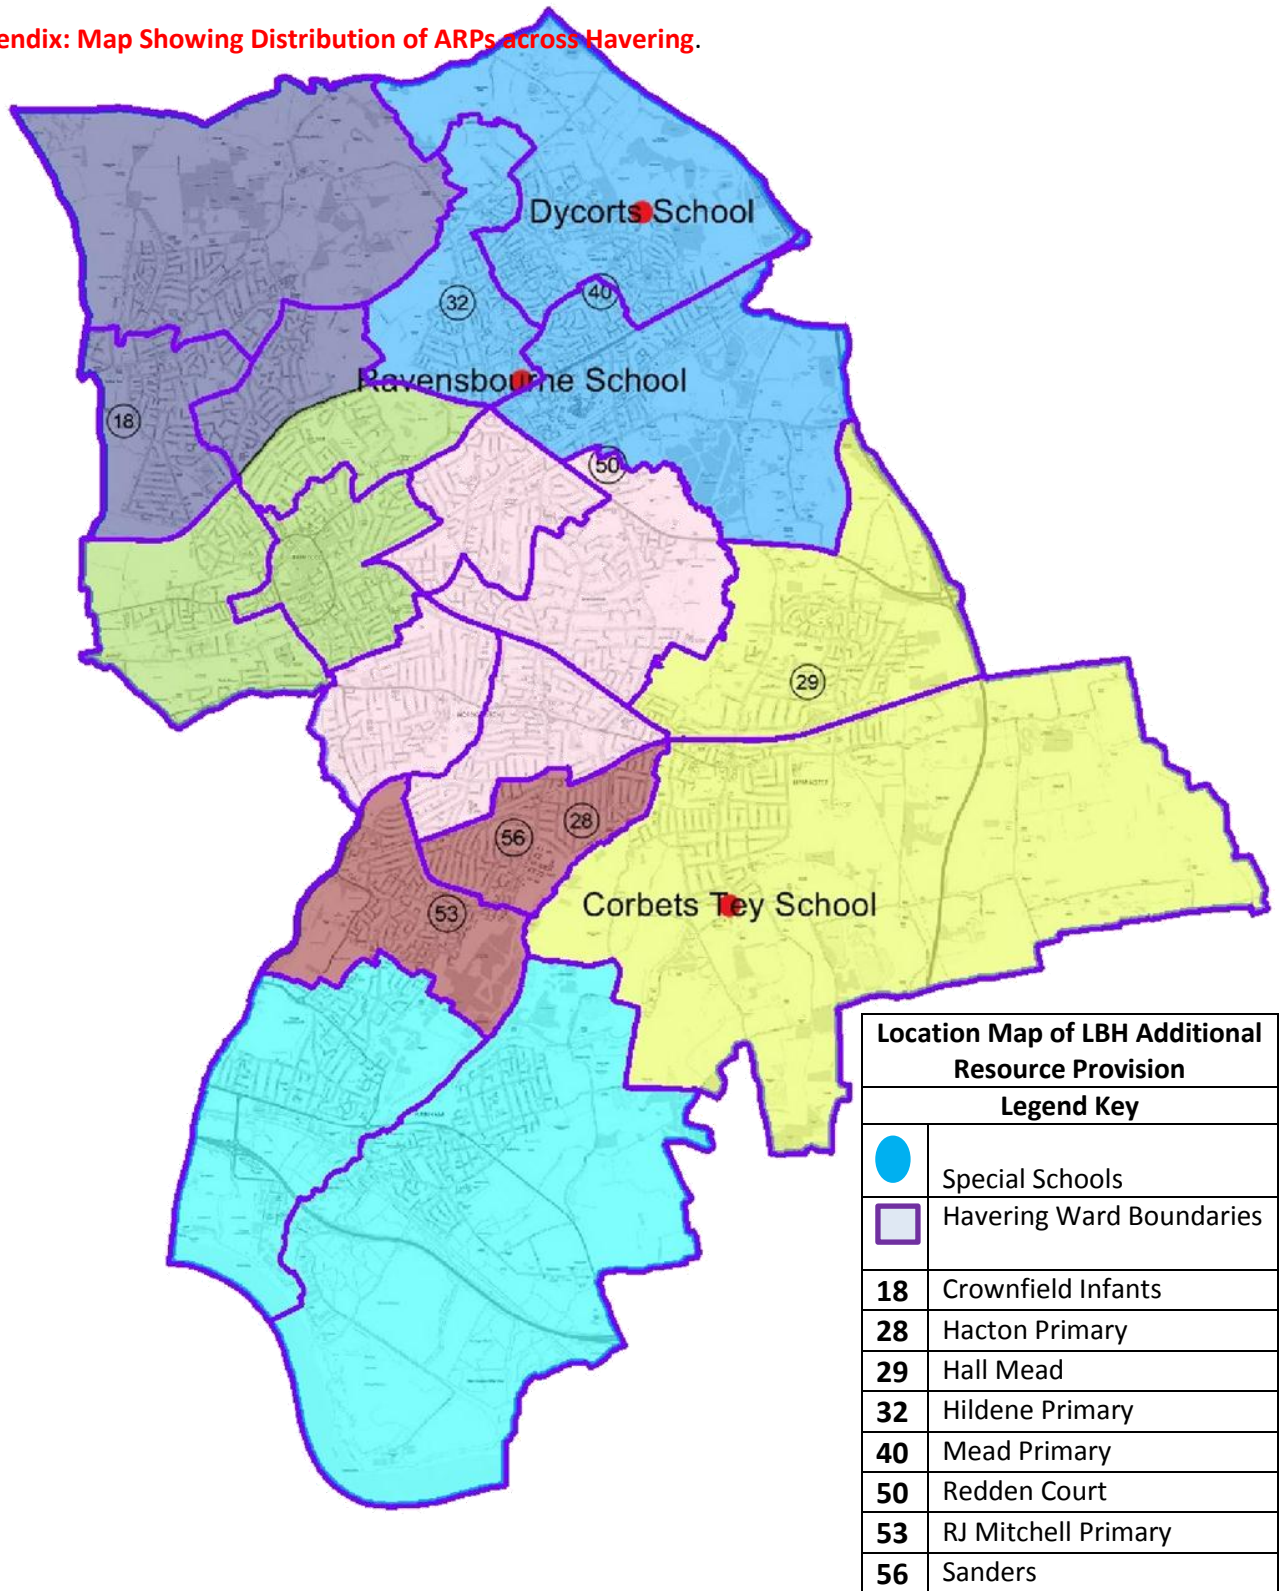 endix: Map Showing Distribution of ARPs across Havering.
Dycorts School
32
40
Ravensbourne School
18
50
29
28
56
53
Corbets Tey School
Location Map of LBH Additional
Resource Provision
Legend Key
Special Schools
Havering Ward Boundaries
18 Crownfield Infants
28 Hacton Primary
29 Hall Mead
32 Hildene Primary
40 Mead Primary
50 Redden Court
53 RJ Mitchell Primary
56 Sanders